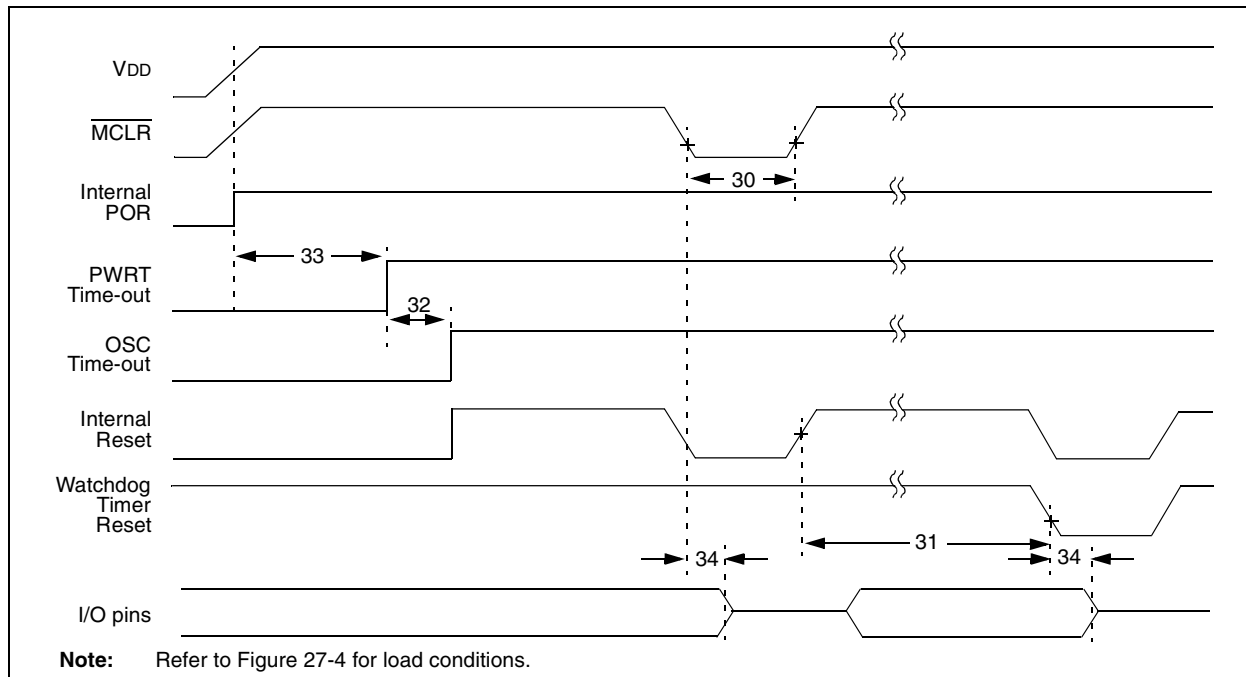 VDD
MCLR
30
Internal
POR
33
PWRT
Time-out
32
OSC
Time-out
Internal
Reset
Watchdog
Timer
Reset
31
34
34
I/O pins
Note: Refer to Figure 27-4 for load conditions.